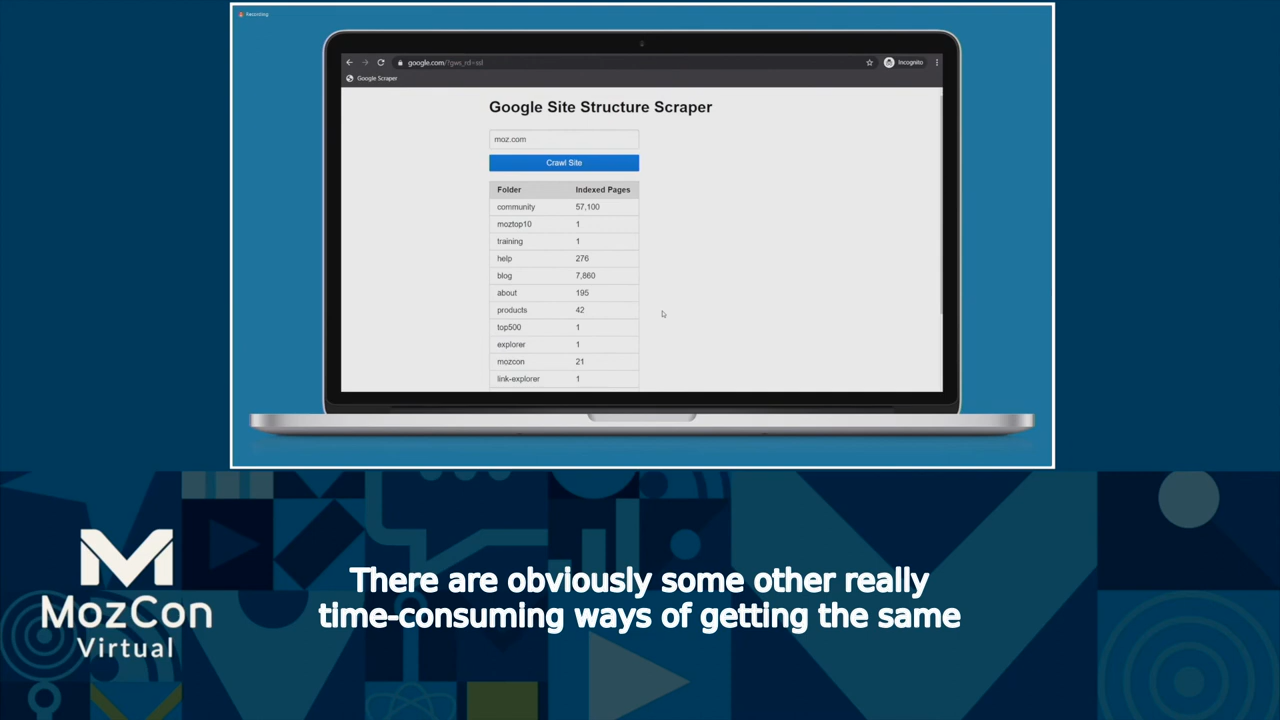 Recording
google.com/?gws_rd=ssl
Incognito
Google Scraper
Google Site Structure Scraper
moz.com
Crawl Site
Folder Indexed Pages
community 57,100
moztop10 1
training 1
help 276
blog 7,860
about 195
products 42
top500 1
explorer 1
mozcon 21
link-explorer 1
M
MozCon
Virtual
There are obviously some other really
time-consuming ways of getting the same